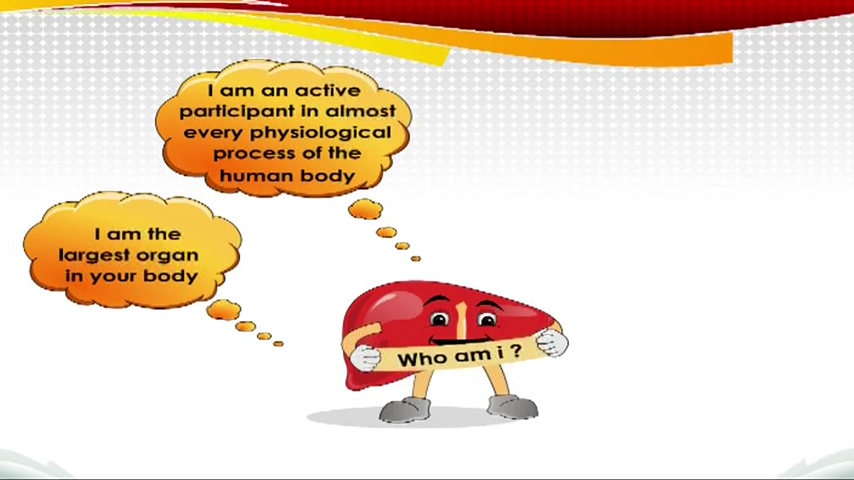 I am an active
participant in almost
every physiological
process of the
human body
I am the
largest organ
in your body
Who am i ?